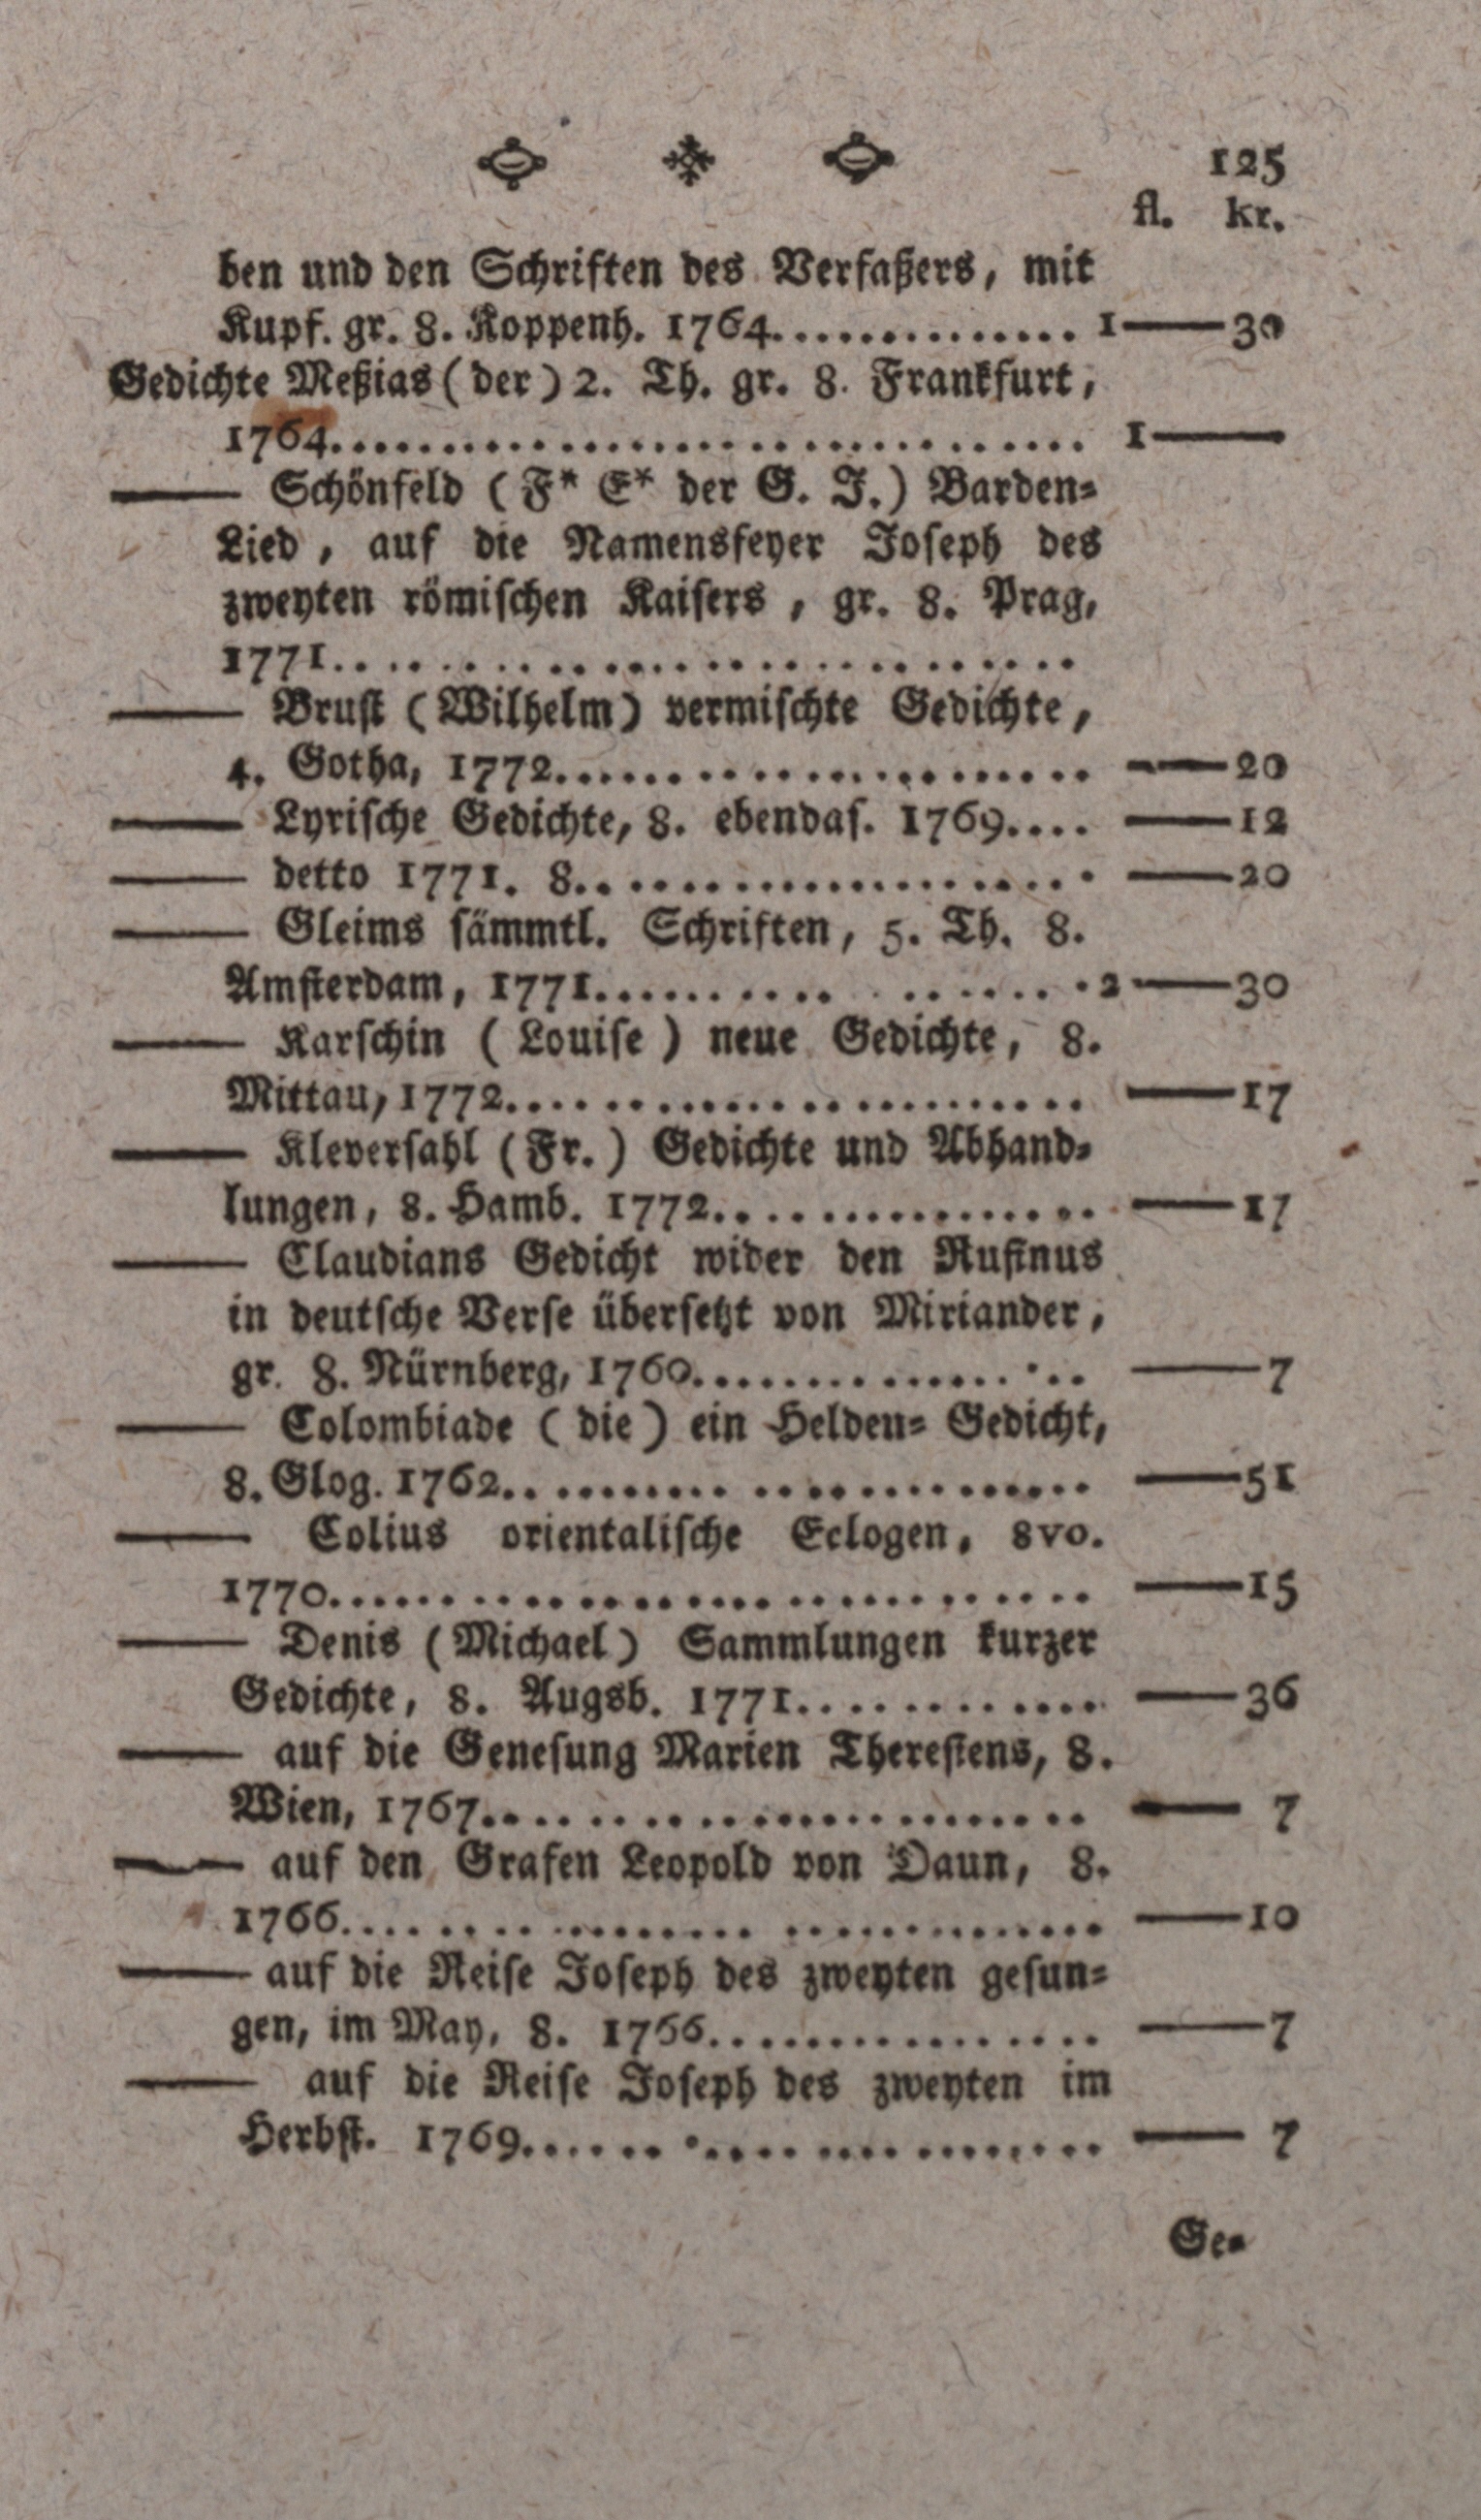 125
fl. kr.
ben und den Schriften des Verfaßers, mit
Kupf. gr. 8. Koppenh. 1764.............. 1——30
Gedichte Meßias (der) 2. Th. gr. 8. Frankfurt,
1764.............................. 1——
—— Schönfeld (F* E* der G. J.) Barden-
Lied, auf die Namensfeyer Joseph des
zweyten römischen Kaisers, gr. 8. Prag,
1771..............................
—— Brust (Wilhelm) vermischte Gedichte,
4. Gotha, 1772...................... ——20
—— Lyrische Gedichte, 8. ebendas. 1769.... ——12
—— detto 1771. 8.................... ——20
—— Gleims sämmtl. Schriften, 5. Th. 8.
Amsterdam, 1771................. 2——30
—— Karschin (Louise) neue Gedichte, 8.
Mittau, 1772........................ ——17
—— Kleversahl (Fr.) Gedichte und Abhand-
lungen, 8. Hamb. 1772................ ——17
—— Claudians Gedicht wider den Rufinus
in deutsche Verse übersetzt von Miriander,
gr. 8. Nürnberg, 1760................ ——7
—— Colombiade (die) ein Helden- Gedicht,
8. Glog. 1762...................... ——51
—— Colius orientalische Eclogen, 8vo.
1770.............................. ——15
—— Denis (Michael) Sammlungen kurzer
Gedichte, 8. Augsb. 1771............ ——36
—— auf die Genesung Marien Theresiens, 8.
Wien, 1767........................ —— 7
—— auf den Grafen Leopold von Daun, 8.
1766............................ ——10
—— auf die Reise Joseph des zweyten gesun-
gen, im May, 8. 1766................ ——7
—— auf die Reise Joseph des zweyten im
Herbst. 1769...................... —— 7
Ge-